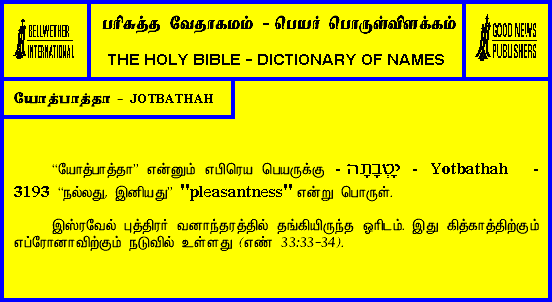 BELLWETHER
INTERNATIONAL
பரிசுத்த வேதாகமம் - பெயர் பொருள்விளக்கம்
THE HOLY BIBLE - DICTIONARY OF NAMES
GOOD NEWS
PUBLISHERS
யோத்பாத்தா - JOTBATHAH
“யோத்பாத்தா” என்னும் எபிரெய பெயருக்கு - יָטְבָתָה - Yotbathah -
3193 “நல்லது, இனியது” "pleasantness" என்று பொருள்.
இஸ்ரவேல் புத்திரர் வனாந்தரத்தில் தங்கியிருந்த ஓரிடம். இது கித்காத்திற்கும்
எப்ரோனாவிற்கும் நடுவில் உள்ளது (எண் 33:33-34).